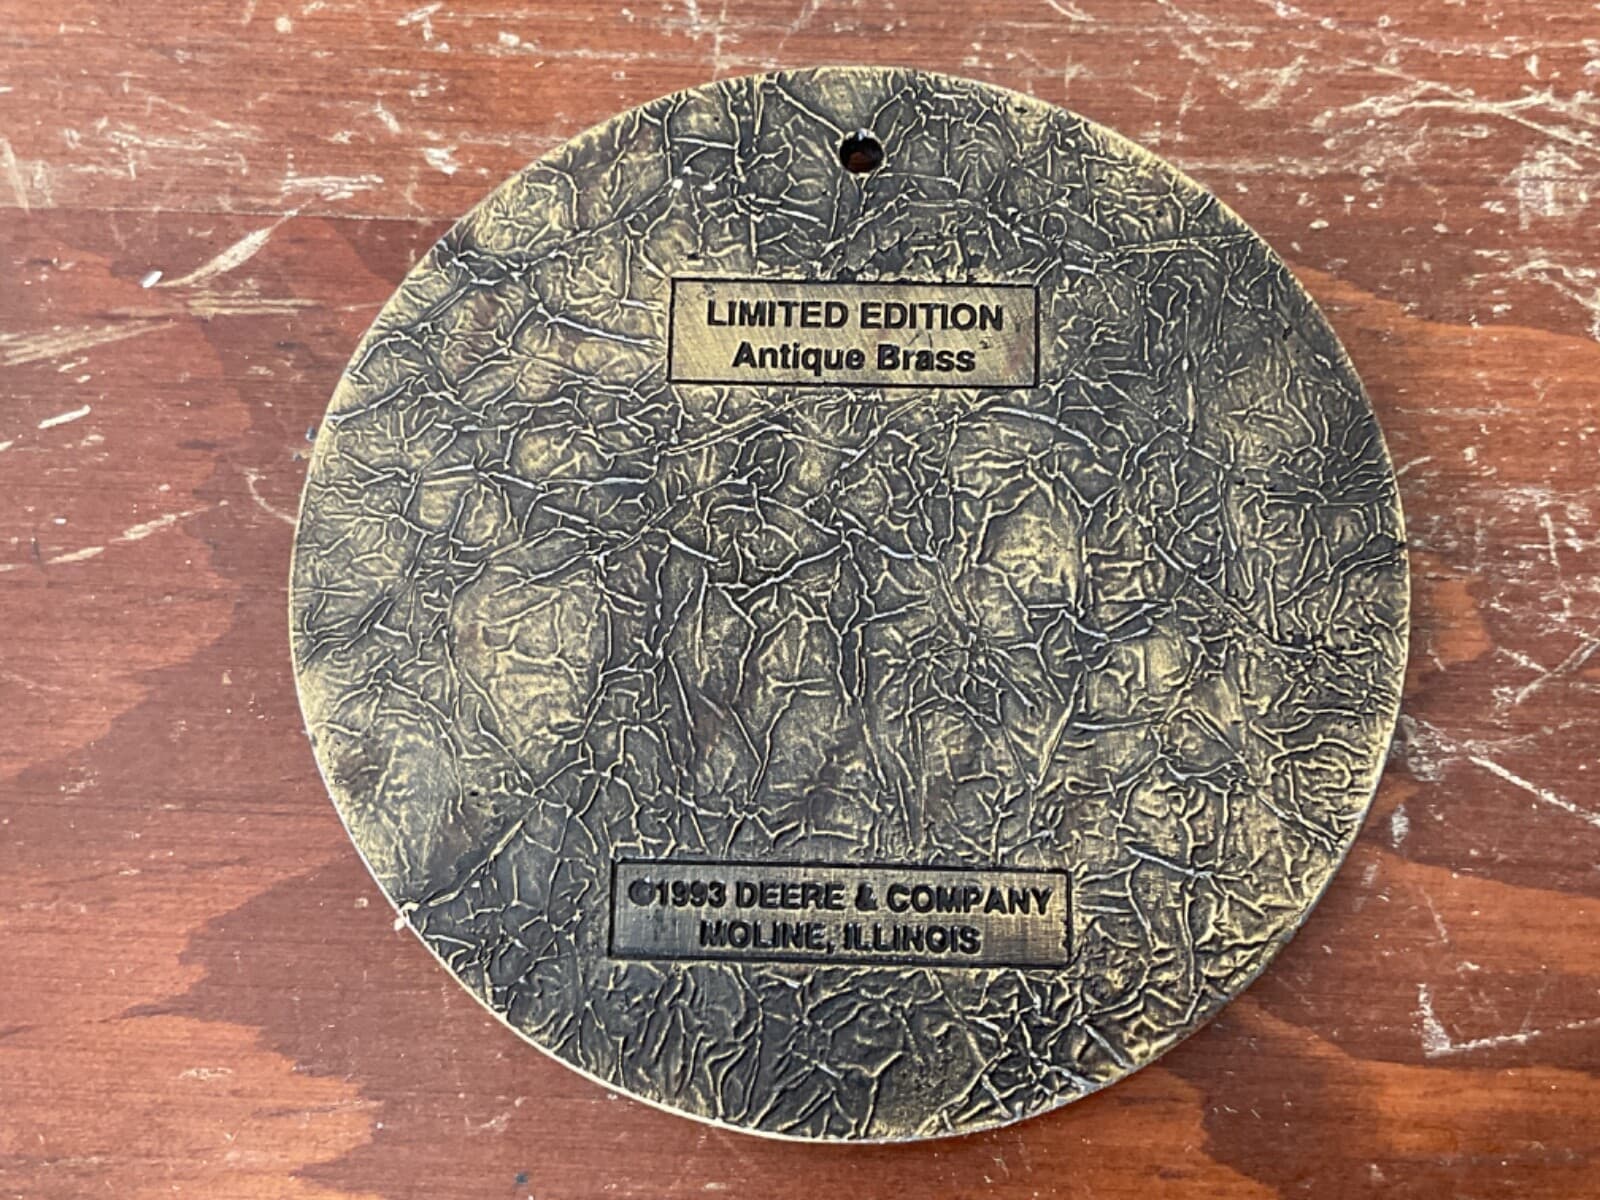 LIMITED EDITION
Antique Brass
©1993 DEERE & COMPANY
MOLINE, ILLINOIS